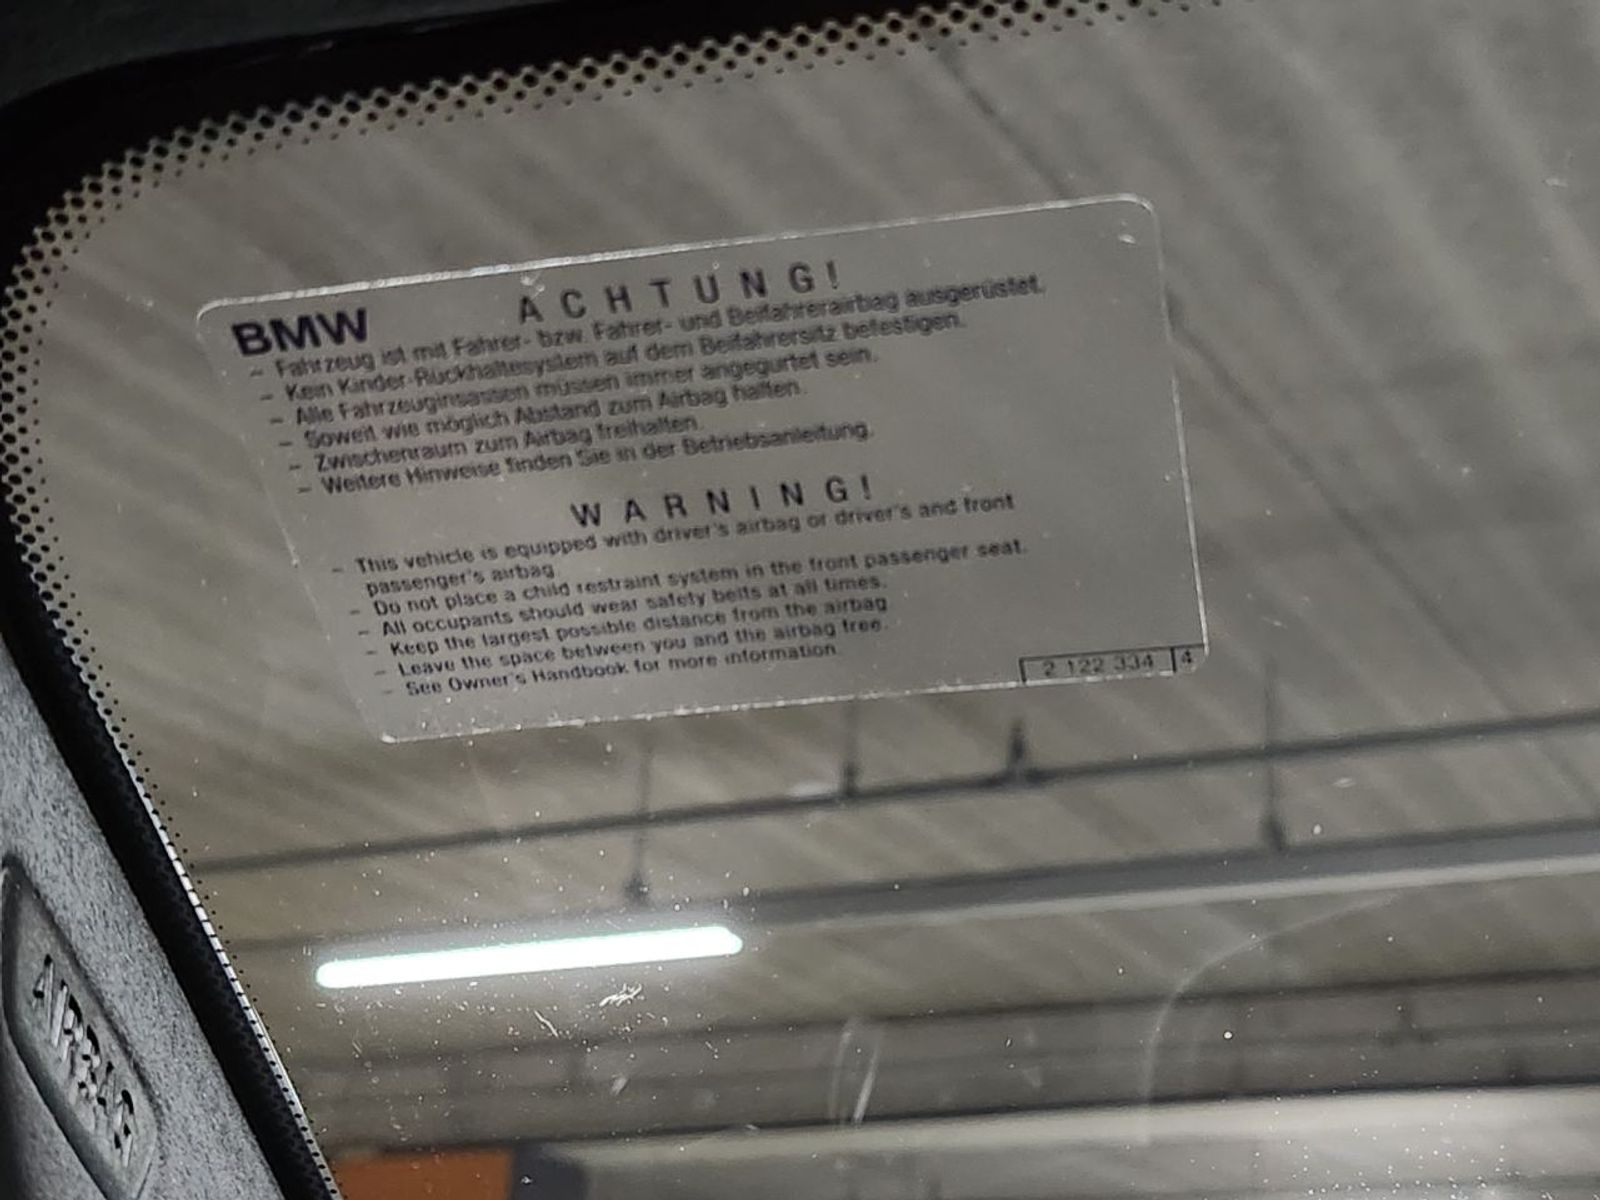 BMW
ACHTUNG!
– Fahrzeug ist mit Fahrer- bzw. Fahrer- und Beifahrerairbag ausgerüstet.
– Kein Kinder-Rückhaltesystem auf dem Beifahrersitz befestigen.
– Alle Fahrzeuginsassen müssen immer angegurtet sein.
– Soweit wie möglich Abstand zum Airbag halten.
– Zwischenraum zum Airbag freihalten.
– Weitere Hinweise finden Sie in der Betriebsanleitung.
WARNING!
– This vehicle is equipped with driver's airbag or driver's and front
passenger's airbag
– Do not place a child restraint system in the front passenger seat.
– All occupants should wear safety belts at all times.
– Keep the largest possible distance from the airbag
– Leave the space between you and the airbag free.
– See Owner's Handbook for more information.
2 122 334 4
AIRBAG